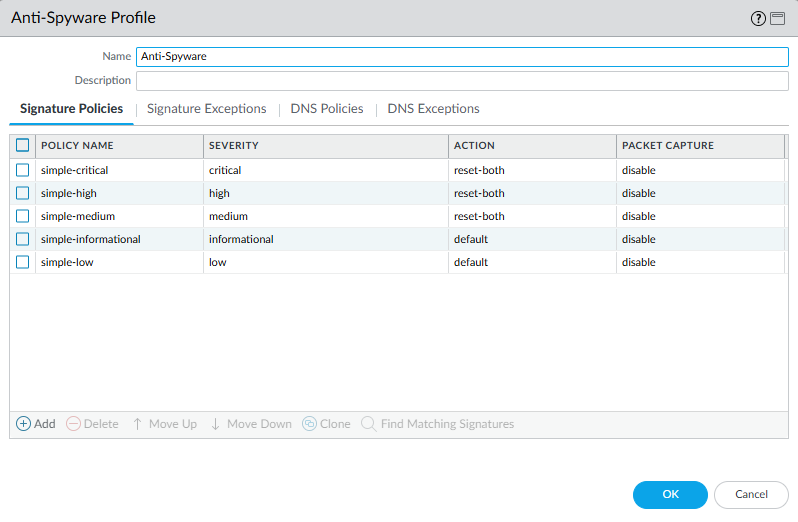 Anti-Spyware Profile
Name Anti-Spyware
Description
Signature Policies Signature Exceptions DNS Policies DNS Exceptions
POLICY NAME SEVERITY ACTION PACKET CAPTURE
simple-critical critical reset-both disable
simple-high high reset-both disable
simple-medium medium reset-both disable
simple-informational informational default disable
simple-low low default disable
Add Delete Move Up Move Down Clone Find Matching Signatures
OK Cancel